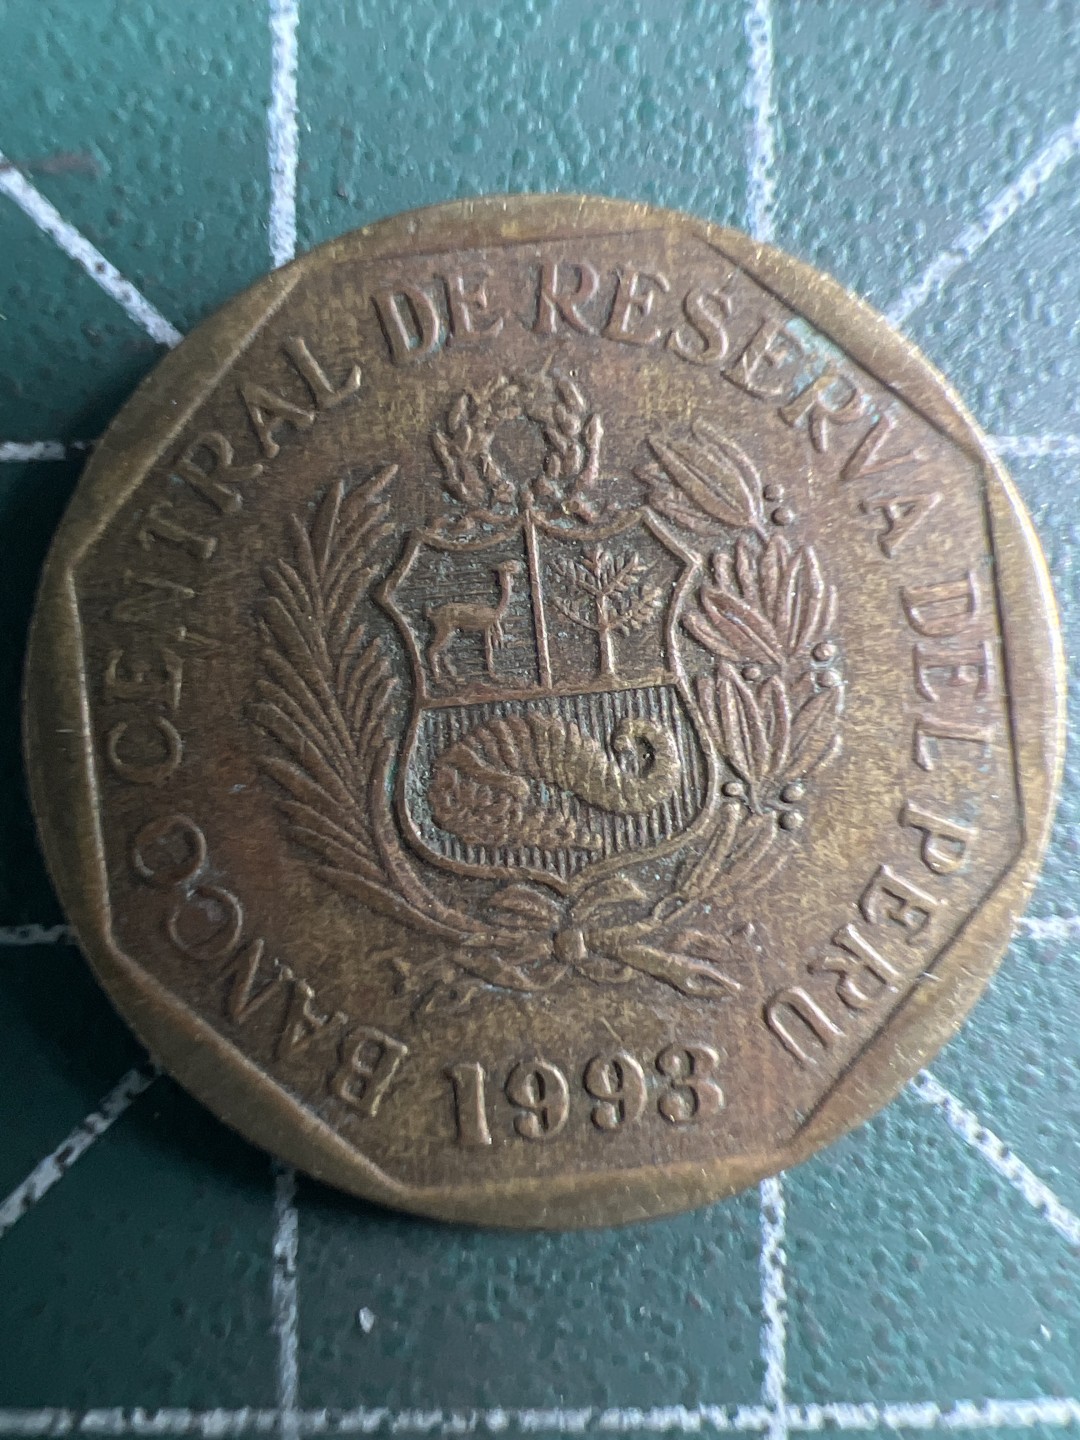 BANCO CENTRAL DE RESERVA DEL PERU
1993